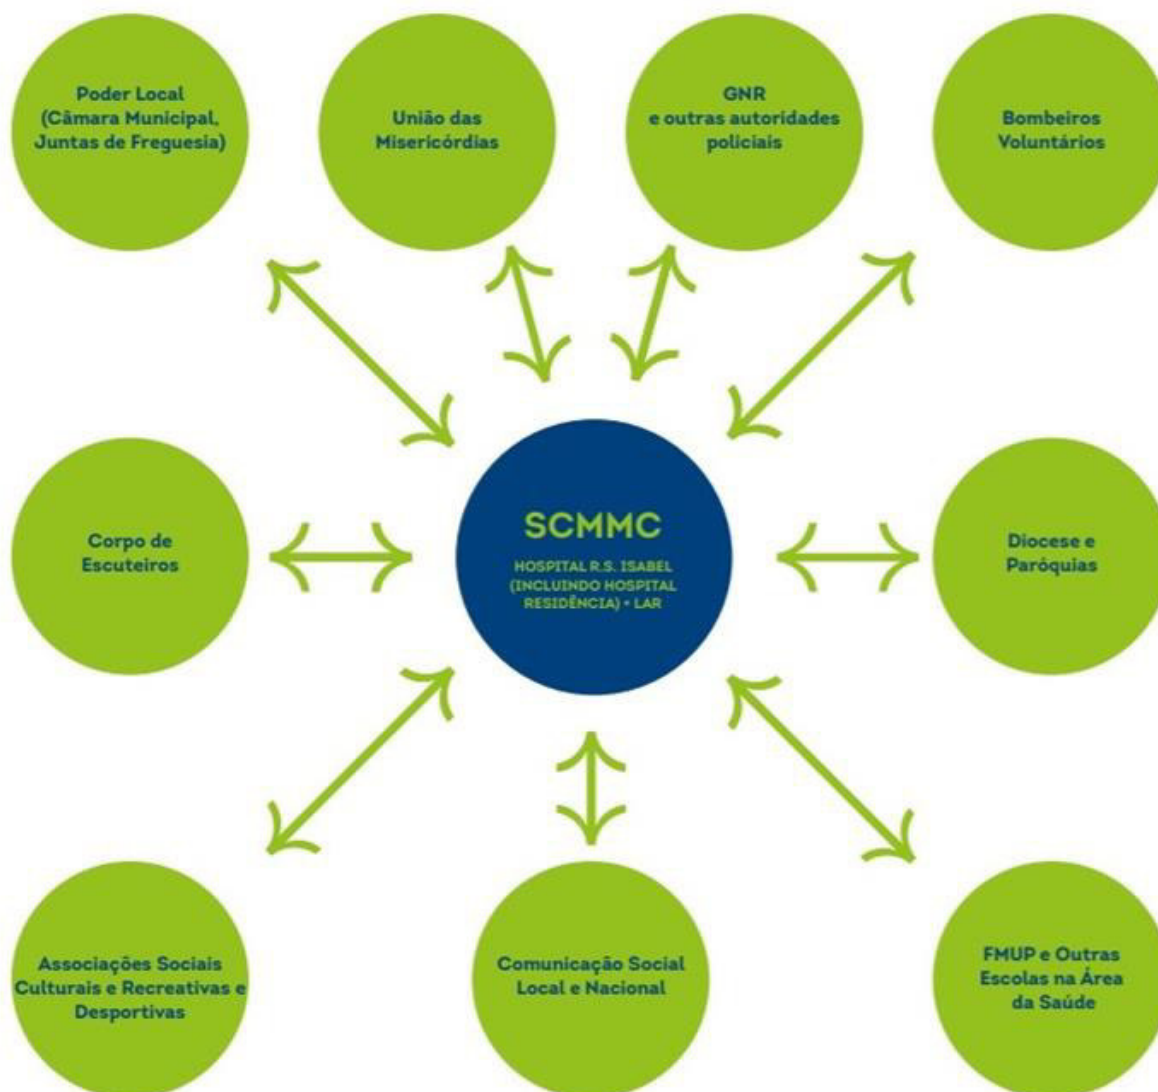 Poder Local
(Câmara Municipal,
Juntas de Freguesia)
União das
Misericórdias
GNR
e outras autoridades
policiais
Bombeiros
Voluntários
Corpo de
Escuteiros
SCMMC
HOSPITAL R.S. ISABEL
(INCLUINDO HOSPITAL
RESIDÊNCIA) • LAR
Diocese e
Paróquias
Associações Sociais
Culturais e Recreativas e
Desportivas
Comunicação Social
Local e Nacional
FMUP e Outras
Escolas na Área
da Saúde